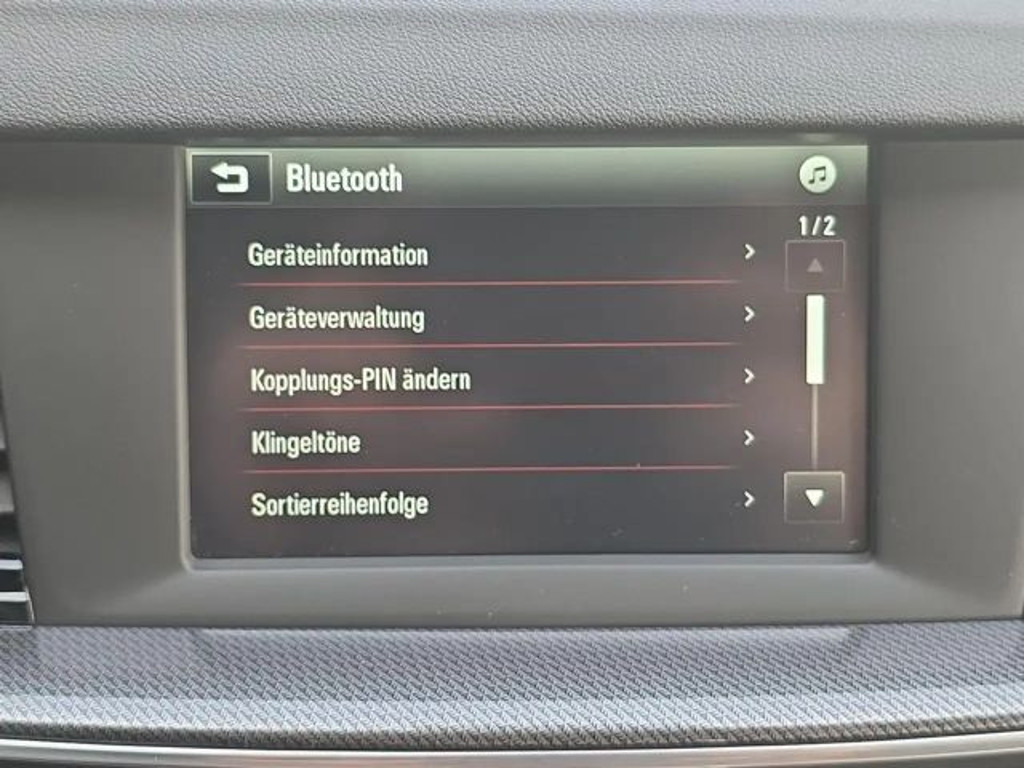 Bluetooth
1/2
Geräteinformation
Geräteverwaltung
Kopplungs-PIN ändern
Klingeltöne
Sortierreihenfolge